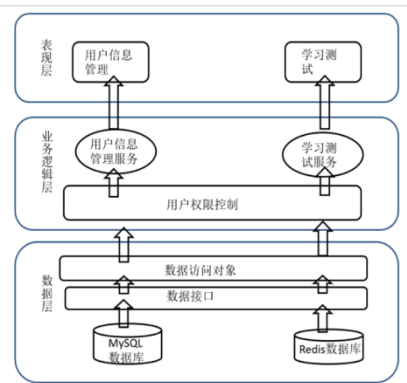 表现层
用户信息
管理
学习测
试
业务逻辑层
用户信息
管理服务
学习测
试服务
用户权限控制
数据层
数据访问对象
数据接口
MySQL
数据库
Redis数据库